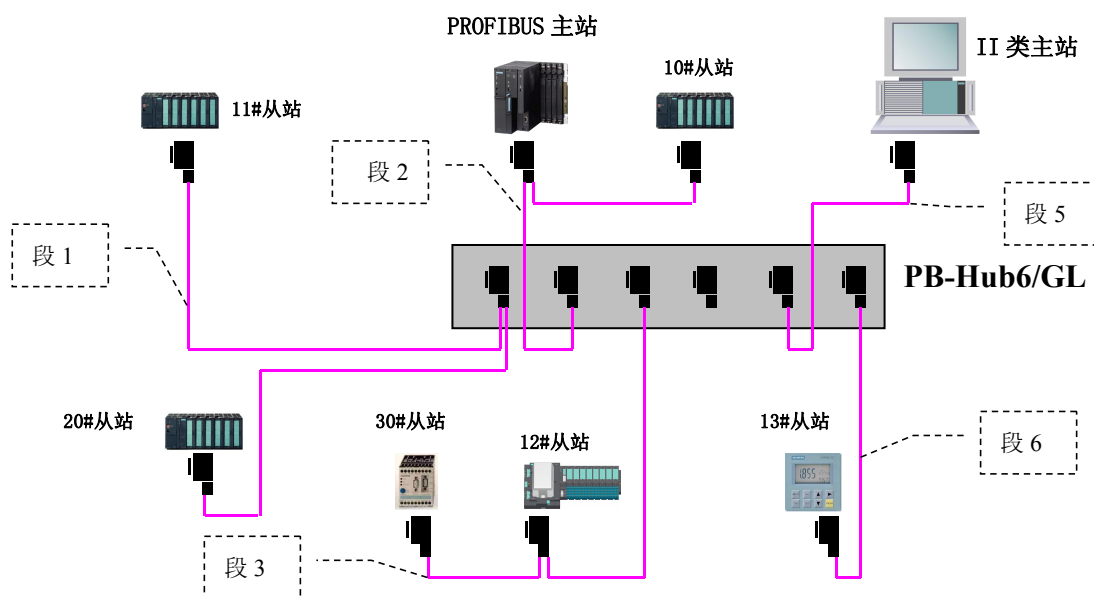 PROFIBUS 主站
II 类主站
10#从站
11#从站
段 2
段 5
段 1
PB-Hub6/GL
20#从站
30#从站
12#从站
13#从站
段 6
段 3